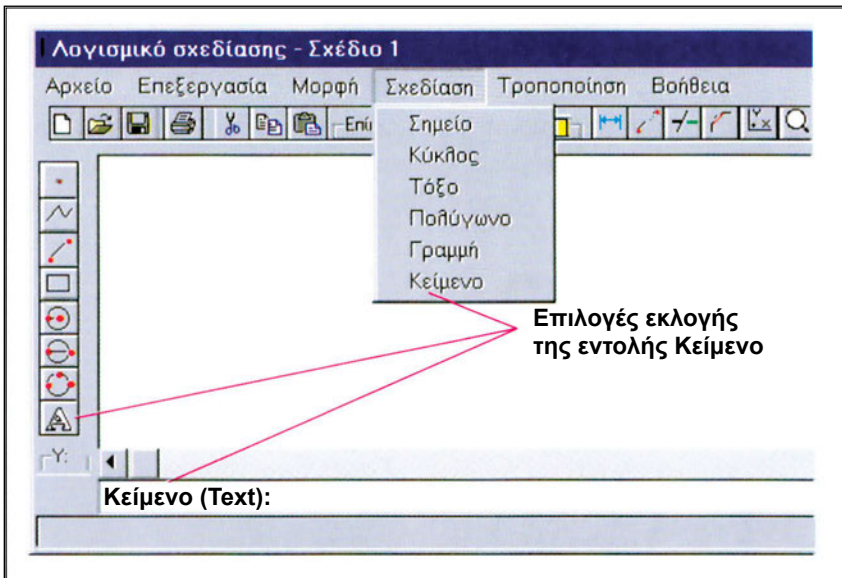 Λογισμικό σχεδίασης - Σχέδιο 1
Αρχείο Επεξεργασία Μορφή Σχεδίαση Τροποποίηση Βοήθεια
Σημείο
Κύκλος
Τόξο
Πολύγωνο
Γραμμή
Κείμενο
Επιλογές εκλογής
της εντολής Κείμενο
Y:
Κείμενο (Text):